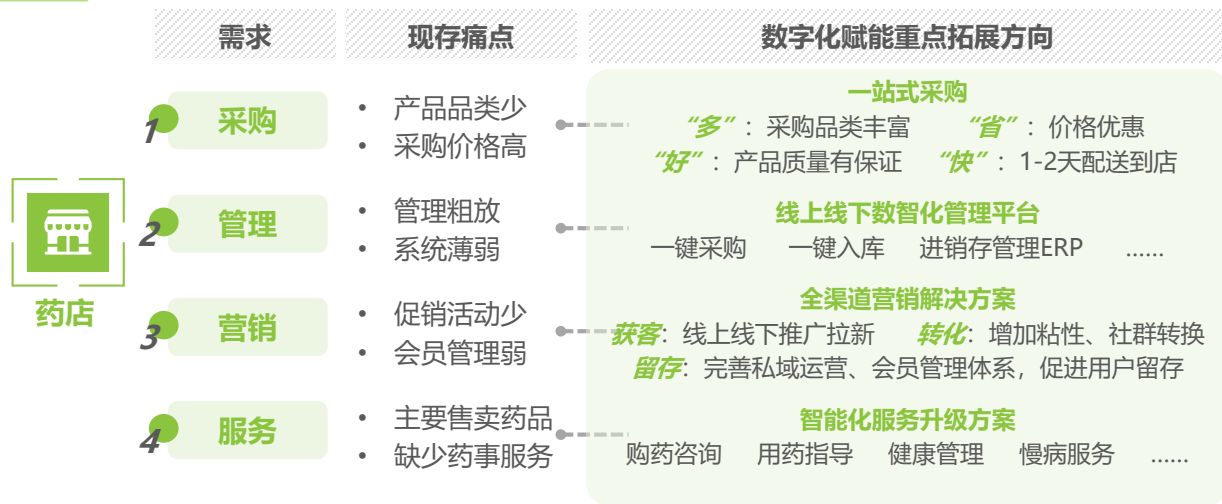 需求 现存痛点 数字化赋能重点拓展方向
药店
1 采购
• 产品品类少
• 采购价格高
一站式采购
“多”：采购品类丰富 “省”：价格优惠
“好”：产品质量有保证 “快”：1-2天配送到店
2 管理
• 管理粗放
• 系统薄弱
线上线下数智化管理平台
一键采购 一键入库 进销存管理ERP ……
3 营销
• 促销活动少
• 会员管理弱
全渠道营销解决方案
获客：线上线下推广拉新 转化：增加粘性、社群转换
留存：完善私域运营、会员管理体系，促进用户留存
4 服务
• 主要售卖药品
• 缺少药事服务
智能化服务升级方案
购药咨询 用药指导 健康管理 慢病服务 ……